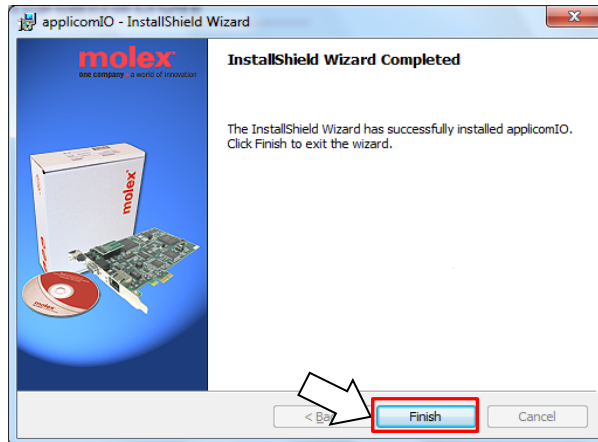 applicomIO - InstallShield Wizard
molex
one company › a world of innovation
InstallShield Wizard Completed
The InstallShield Wizard has successfully installed applicomIO.
Click Finish to exit the wizard.
molex
molex
Finish
Cancel